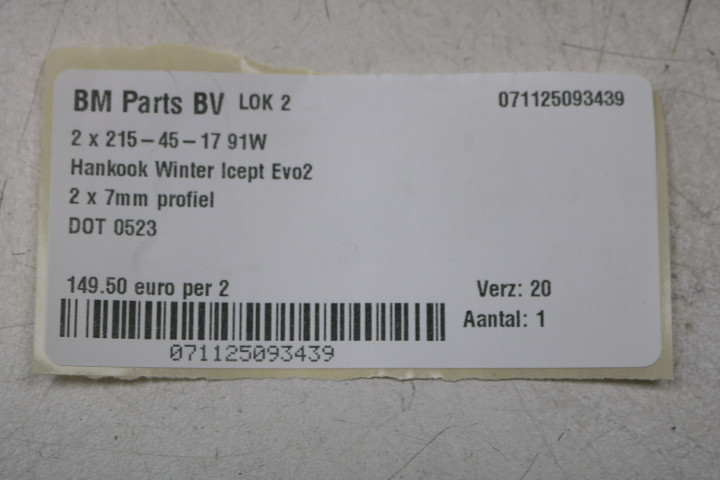 BM Parts BV LOK 2 071125093439
2 x 215-45-17 91W
Hankook Winter Icept Evo2
2 x 7mm profiel
DOT 0523
149.50 euro per 2 Verz: 20
Aantal: 1
071125093439